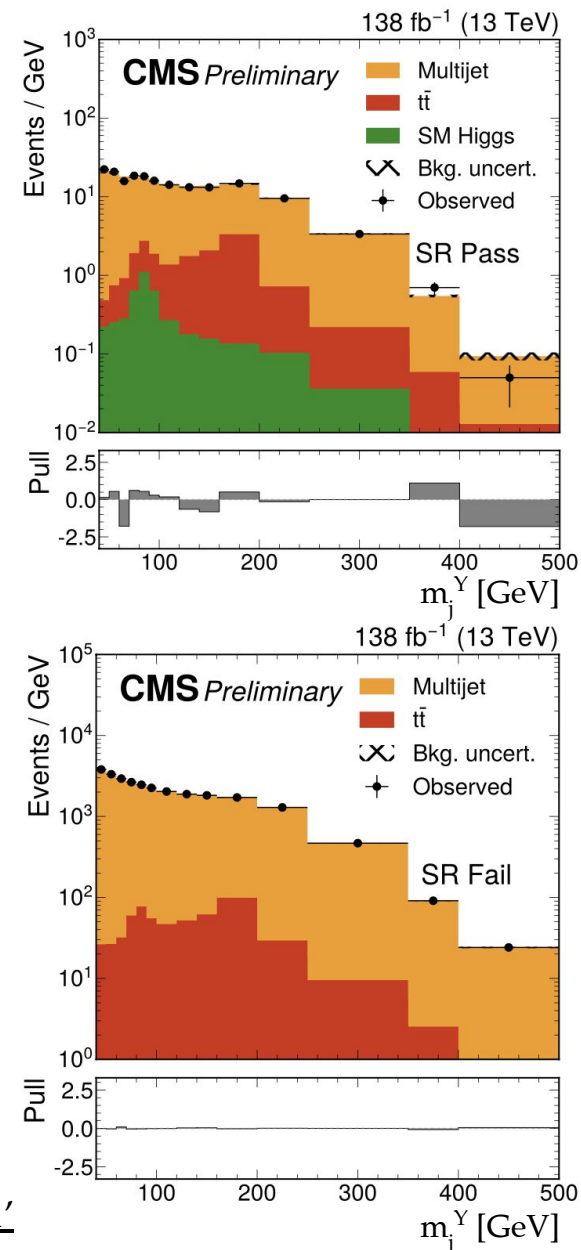 138 fb⁻¹ (13 TeV)
CMS Preliminary
Multijet
tt̄
SM Higgs
Bkg. uncert.
Observed
SR Pass
Events / GeV
10³
10²
10¹
10⁰
10⁻¹
10⁻²
Pull
2.5
0.0
-2.5
100 200 300 400 500
m_j^Y [GeV]
138 fb⁻¹ (13 TeV)
CMS Preliminary
Multijet
tt̄
Bkg. uncert.
Observed
SR Fail
Events / GeV
10⁵
10⁴
10³
10²
10¹
10⁰
Pull
2.5
0.0
-2.5
100 200 300 400 500
m_j^Y [GeV]